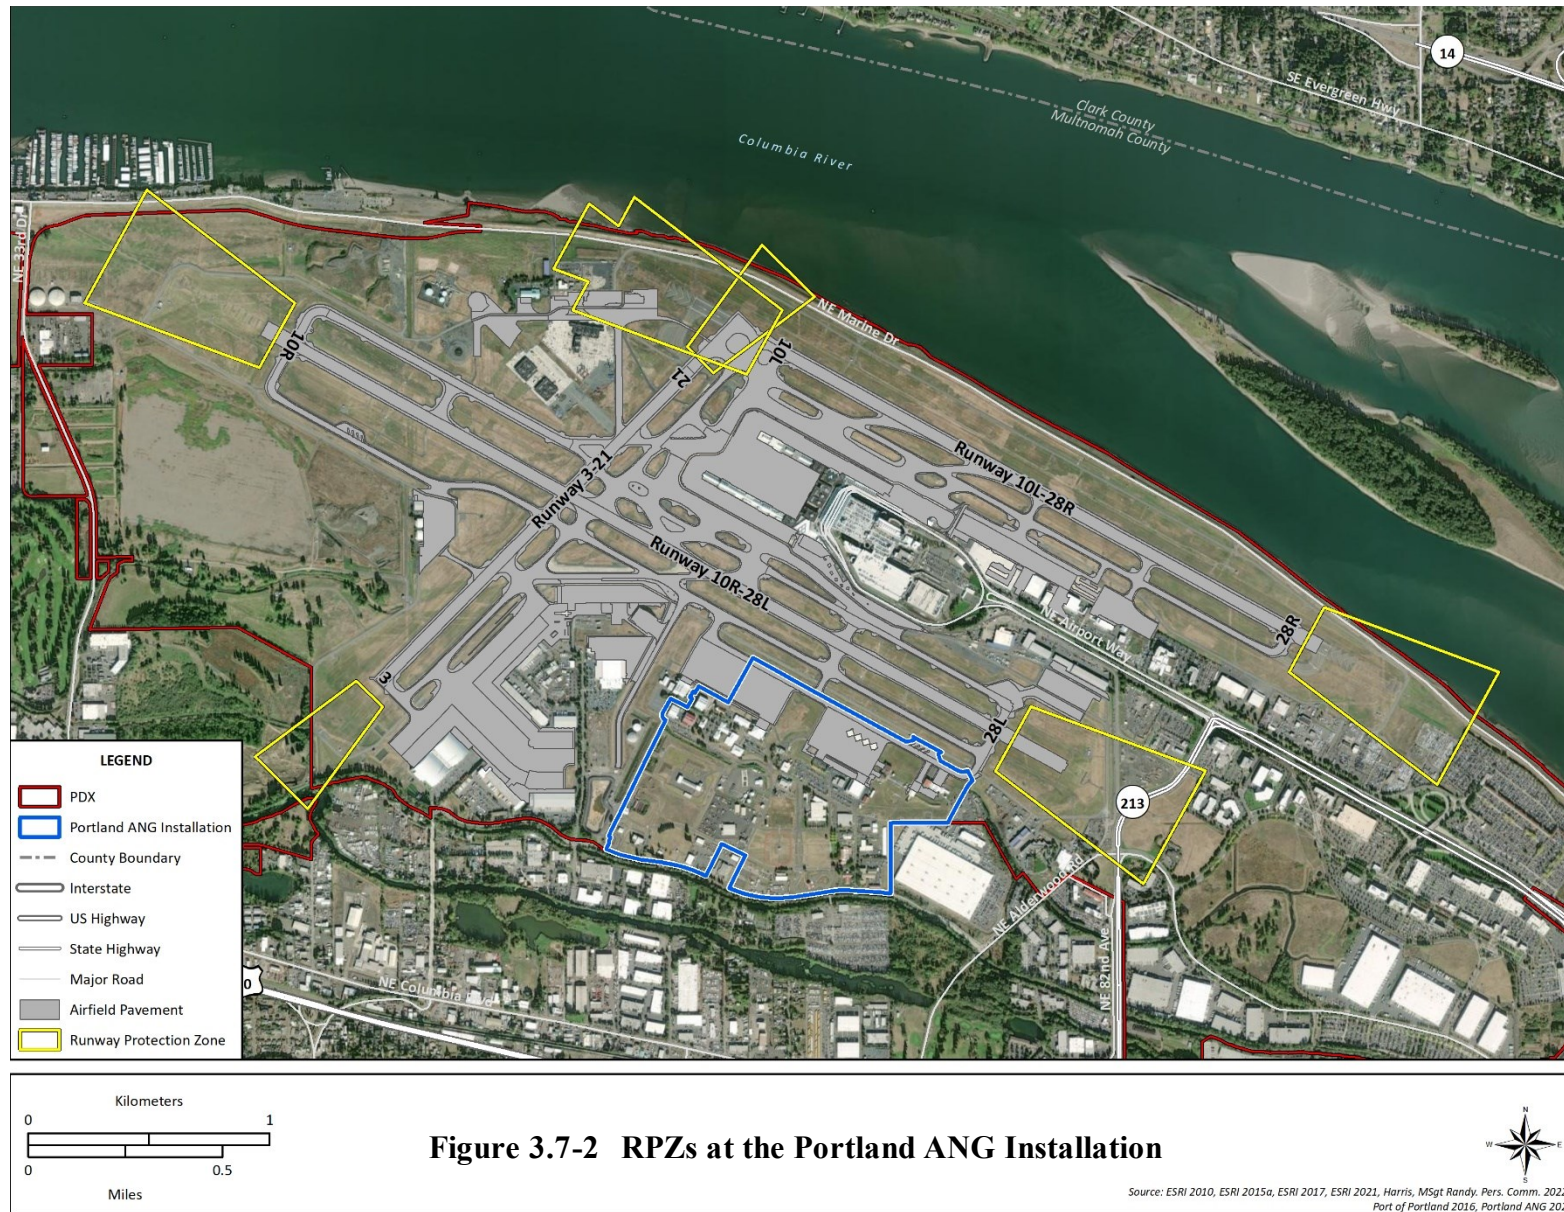 14
SE Evergreen Hwy
Clark County
Multnomah County
Columbia River
NE 33rd Dr
NE Marine Dr
10R
10L
21
Runway 10L-28R
Runway 3-21
Runway 10R-28L
NE Airport Way
28R
3
28L
213
NE Alderwood Rd
NE 82nd Ave
NE Columbia Blvd
0
LEGEND
PDX
Portland ANG Installation
County Boundary
Interstate
US Highway
State Highway
Major Road
Airfield Pavement
Runway Protection Zone
Kilometers
0 1
0 0.5
Miles
Figure 3.7-2 RPZs at the Portland ANG Installation
N
W E
S
Source: ESRI 2010, ESRI 2015a, ESRI 2017, ESRI 2021, Harris, MSgt Randy. Pers. Comm.
Port of Portland 2016, Portland ANG